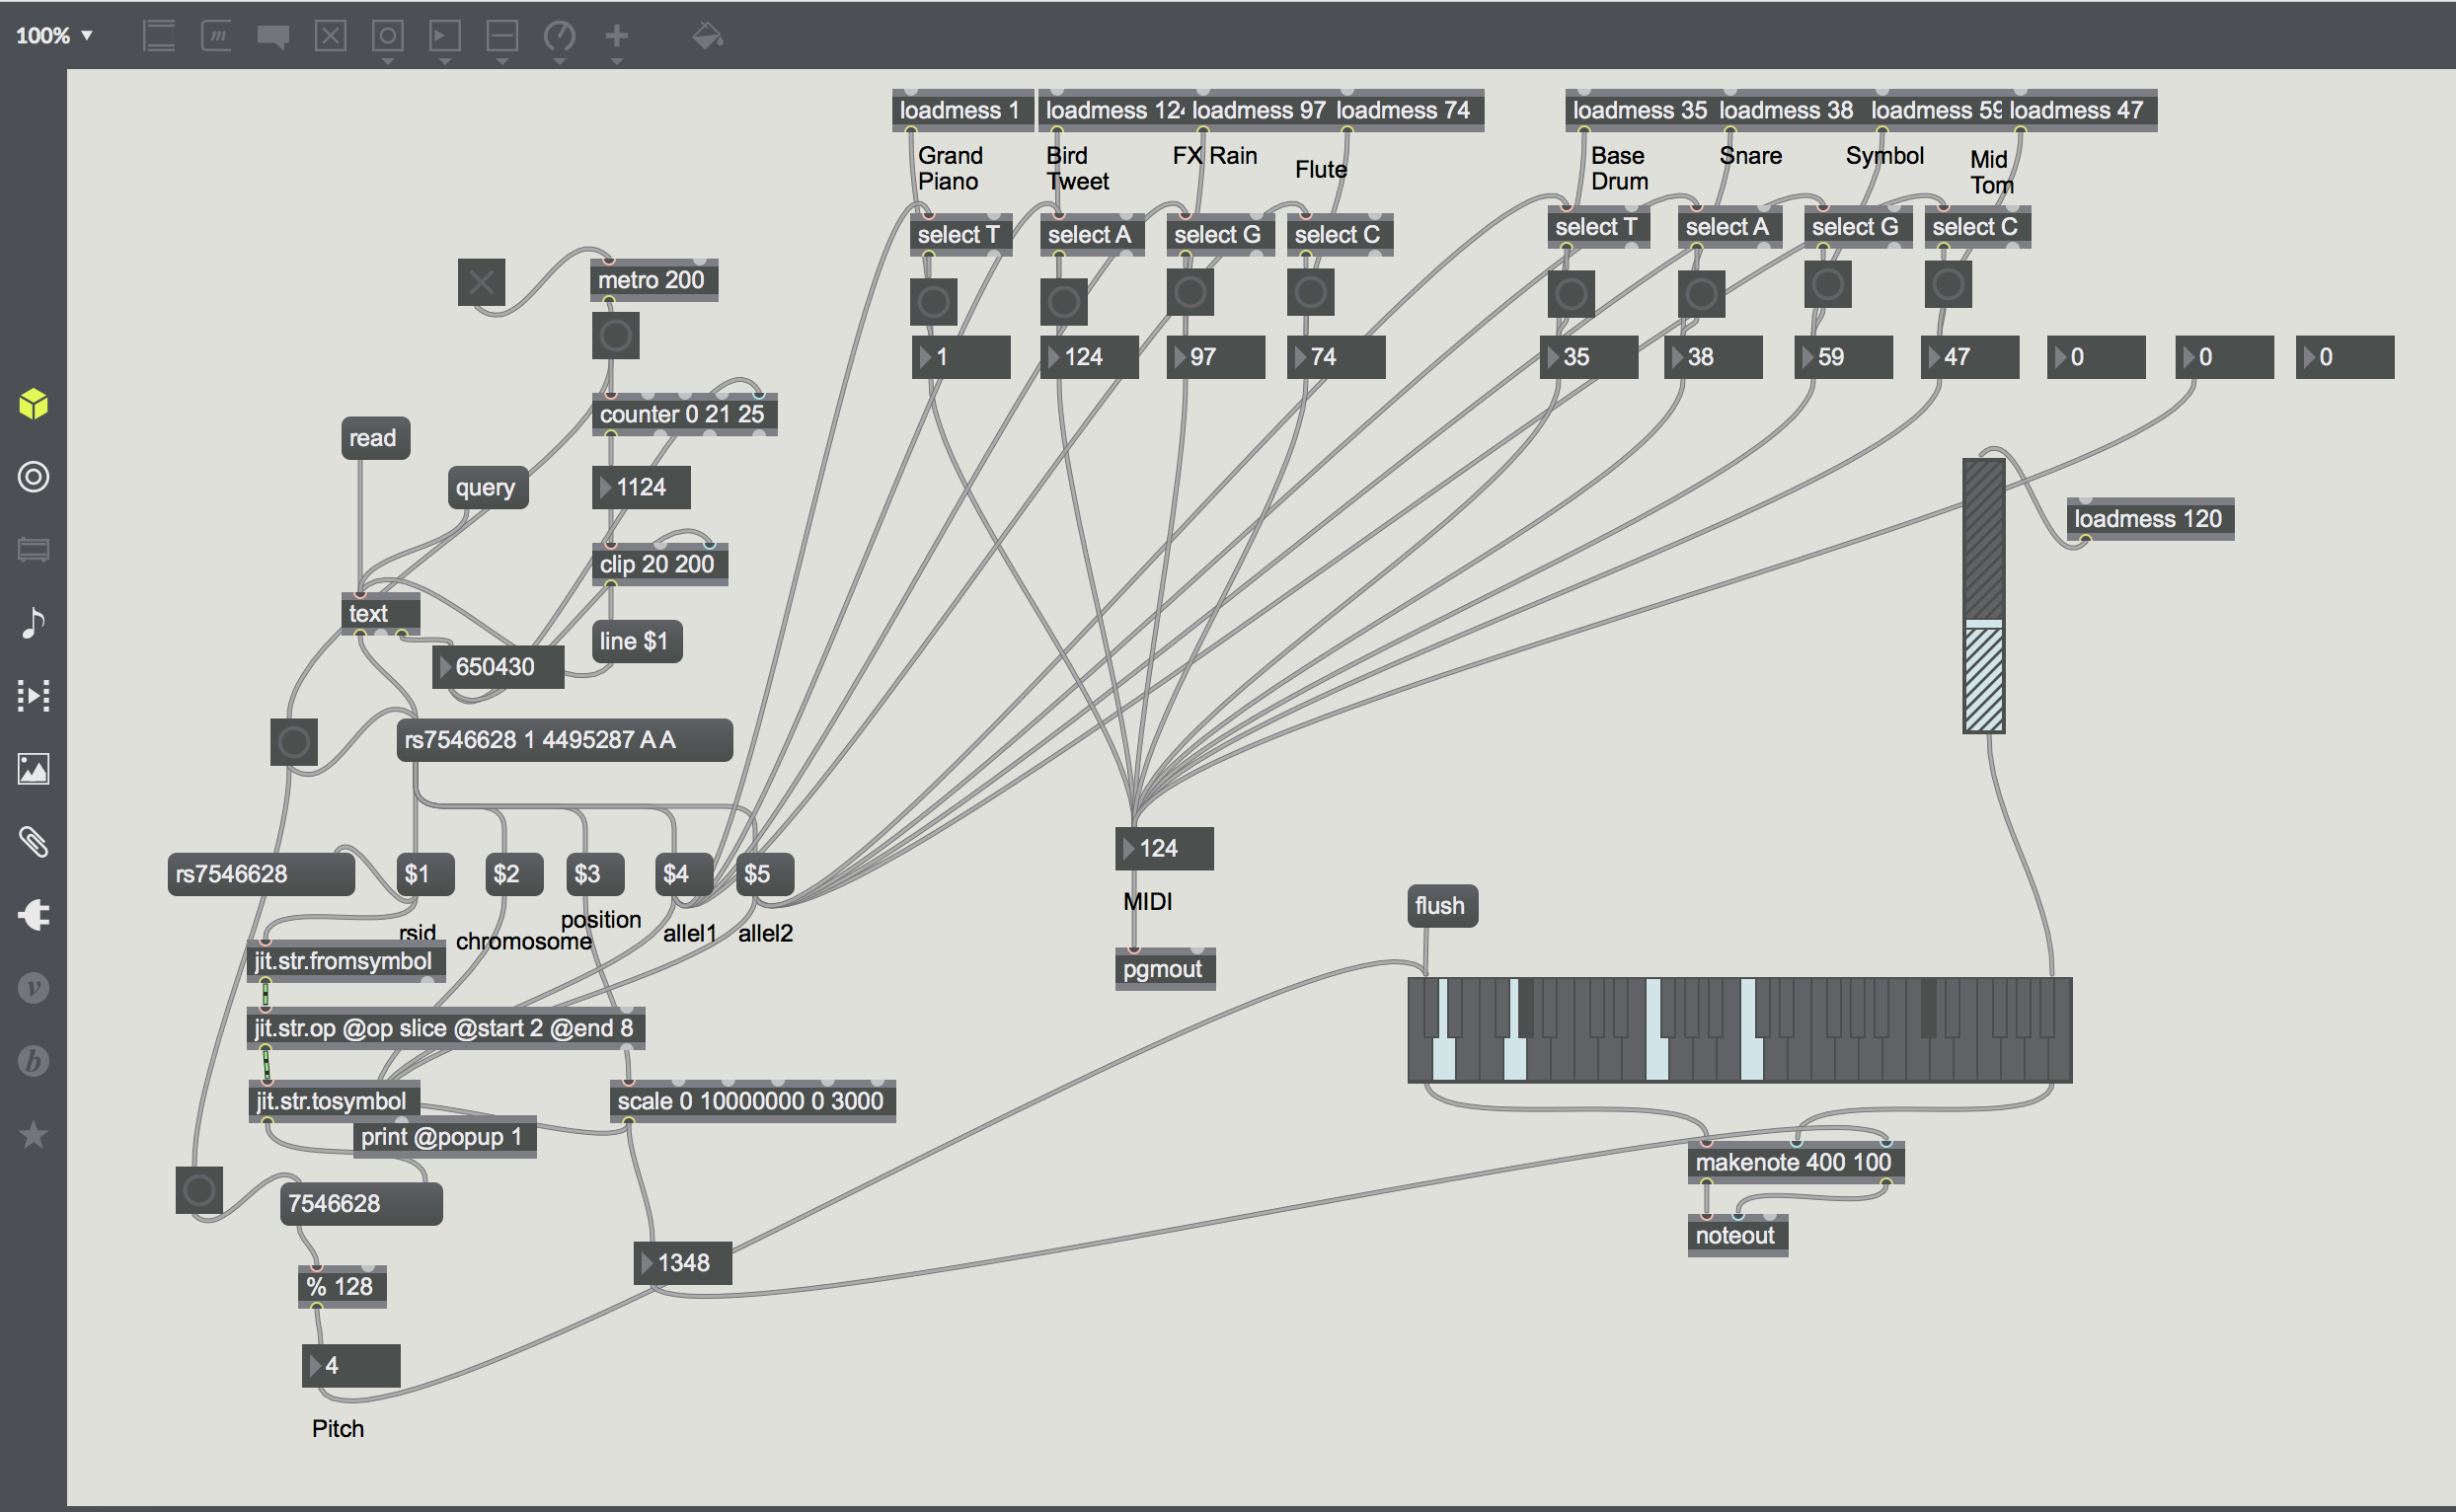 100%
loadmess 1
loadmess 124
loadmess 97
loadmess 74
loadmess 35
loadmess 38
loadmess 59
loadmess 47
Grand
Piano
Bird
Tweet
FX Rain
Flute
Base
Drum
Snare
Symbol
Mid
Tom
select T
select A
select G
select C
select T
select A
select G
select C
metro 200
1
124
97
74
35
38
59
47
0
0
0
counter 0 21 25
read
query
1124
loadmess 120
clip 20 200
text
line $1
650430
rs7546628 1 4495287 A A
124
rs7546628
$1
$2
$3
$4
$5
MIDI
flush
rsid
chromosome
position
allel1
allel2
jit.str.fromsymbol
pgmout
jit.str.op @op slice @start 2 @end 8
jit.str.tosymbol
scale 0 10000000 0 3000
print @popup 1
makenote 400 100
7546628
noteout
1348
% 128
4
Pitch